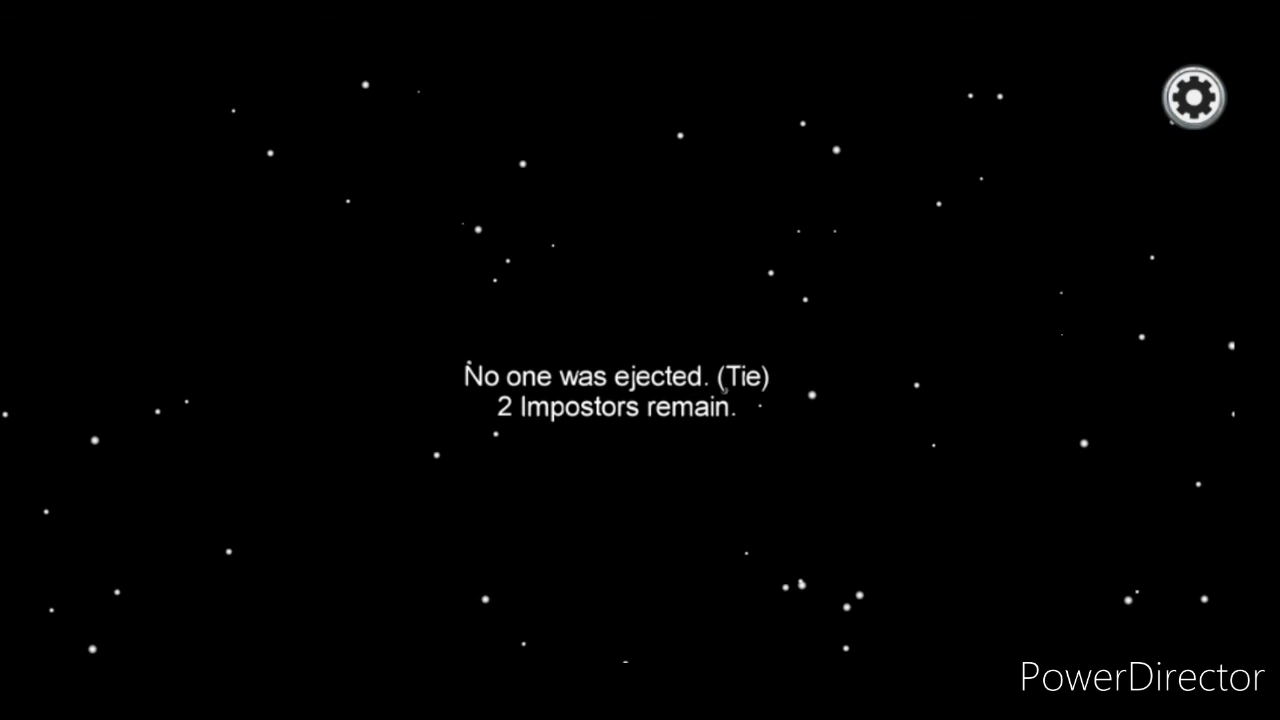 No one was ejected. (Tie)
2 Impostors remain.
PowerDirector